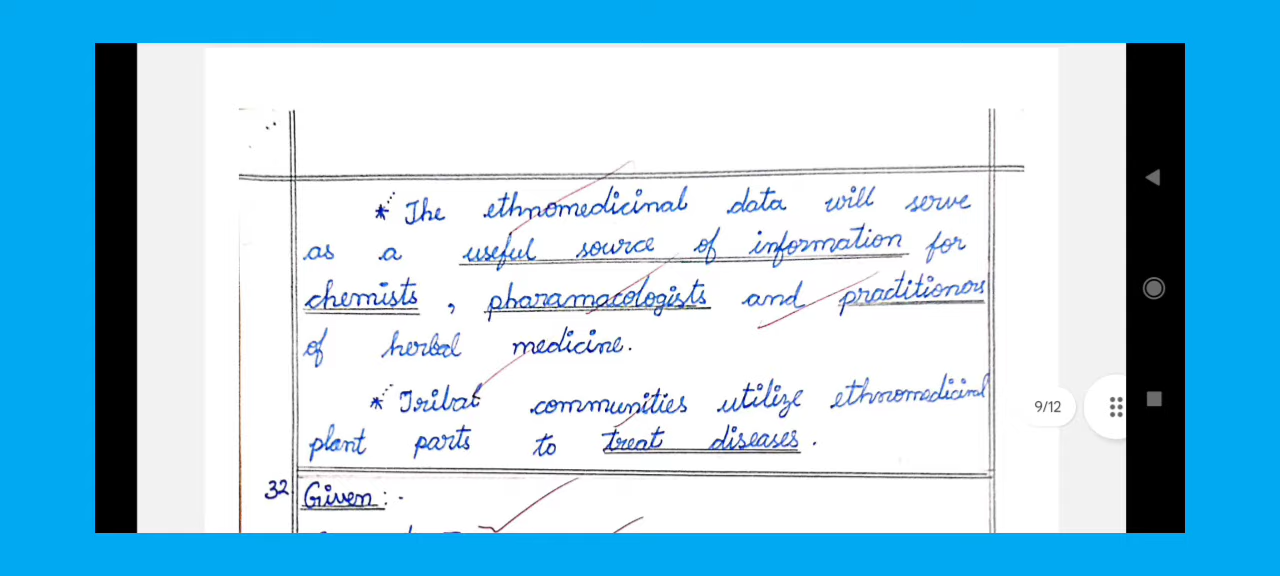 * The ethnomedicinal data will serve
as a useful source of information for
chemists, pharamacologists and practitionors
of herbal medicine.
* Tribal communities utilize ethnomedicinal
plant parts to treat diseases.
9/12
32 Given :-